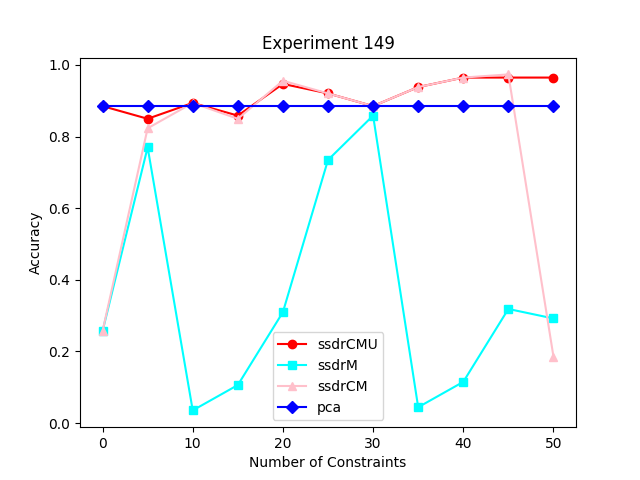 Experiment 149
1.0
0.8
0.6
0.4
0.2
0.0
Accuracy
ssdrCMU
ssdrM
ssdrCM
pca
0 10 20 30 40 50
Number of Constraints